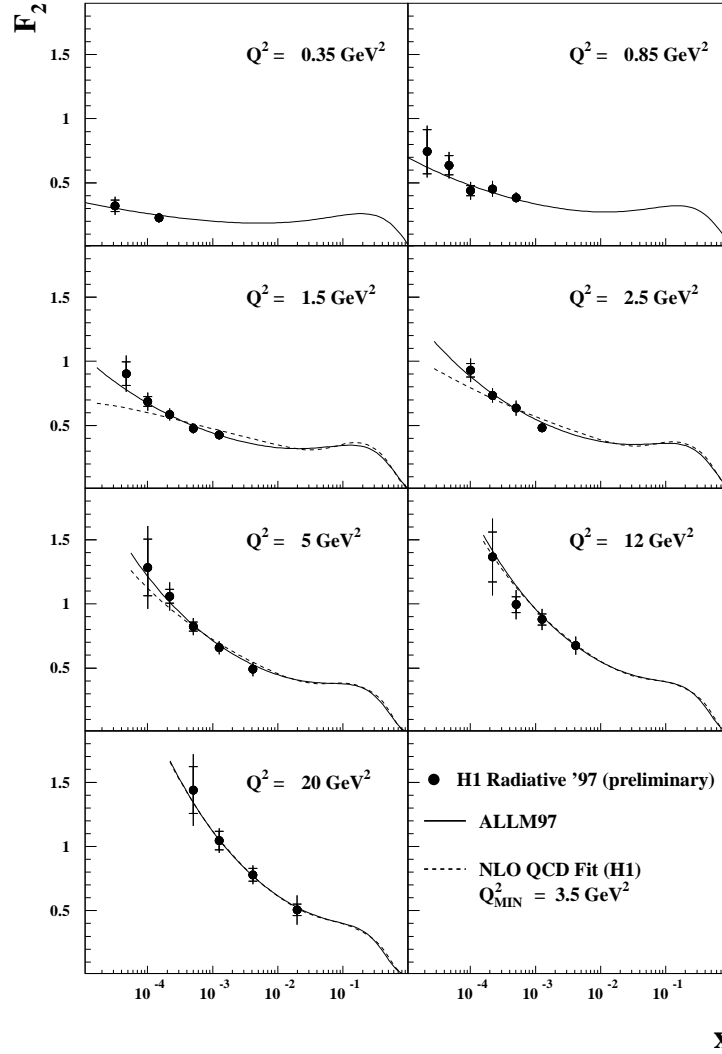 F₂
Q² = 0.35 GeV²
Q² = 0.85 GeV²
1.5
1
0.5
Q² = 1.5 GeV²
Q² = 2.5 GeV²
1.5
1
0.5
Q² = 5 GeV²
Q² = 12 GeV²
1.5
1
0.5
Q² = 20 GeV²
1.5
1
0.5
H1 Radiative '97 (preliminary)
ALLM97
NLO QCD Fit (H1)
Q²_MIN = 3.5 GeV²
10⁻⁴ 10⁻³ 10⁻² 10⁻¹ 10⁻⁴ 10⁻³ 10⁻² 10⁻¹
x